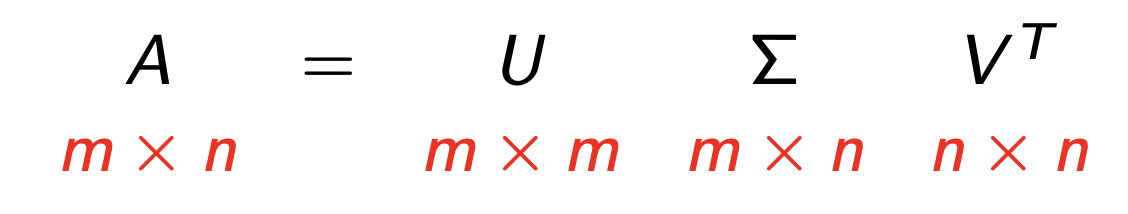 A = U Σ V^T
m × n m × m m × n n × n